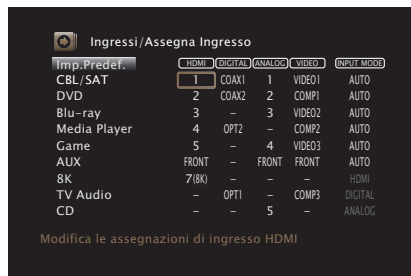 Ingressi/Assegna Ingresso
Imp.Predef. HDMI DIGITAL ANALOG VIDEO INPUT MODE
CBL/SAT 1 COAX1 1 VIDEO1 AUTO
DVD 2 COAX2 2 COMP1 AUTO
Blu-ray 3 – 3 VIDEO2 AUTO
Media Player 4 OPT2 – COMP2 AUTO
Game 5 – 4 VIDEO3 AUTO
AUX FRONT – FRONT FRONT AUTO
8K 7(8K) – – – HDMI
TV Audio – OPT1 – COMP3 DIGITAL
CD – – 5 – ANALOG
Modifica le assegnazioni di ingresso HDMI